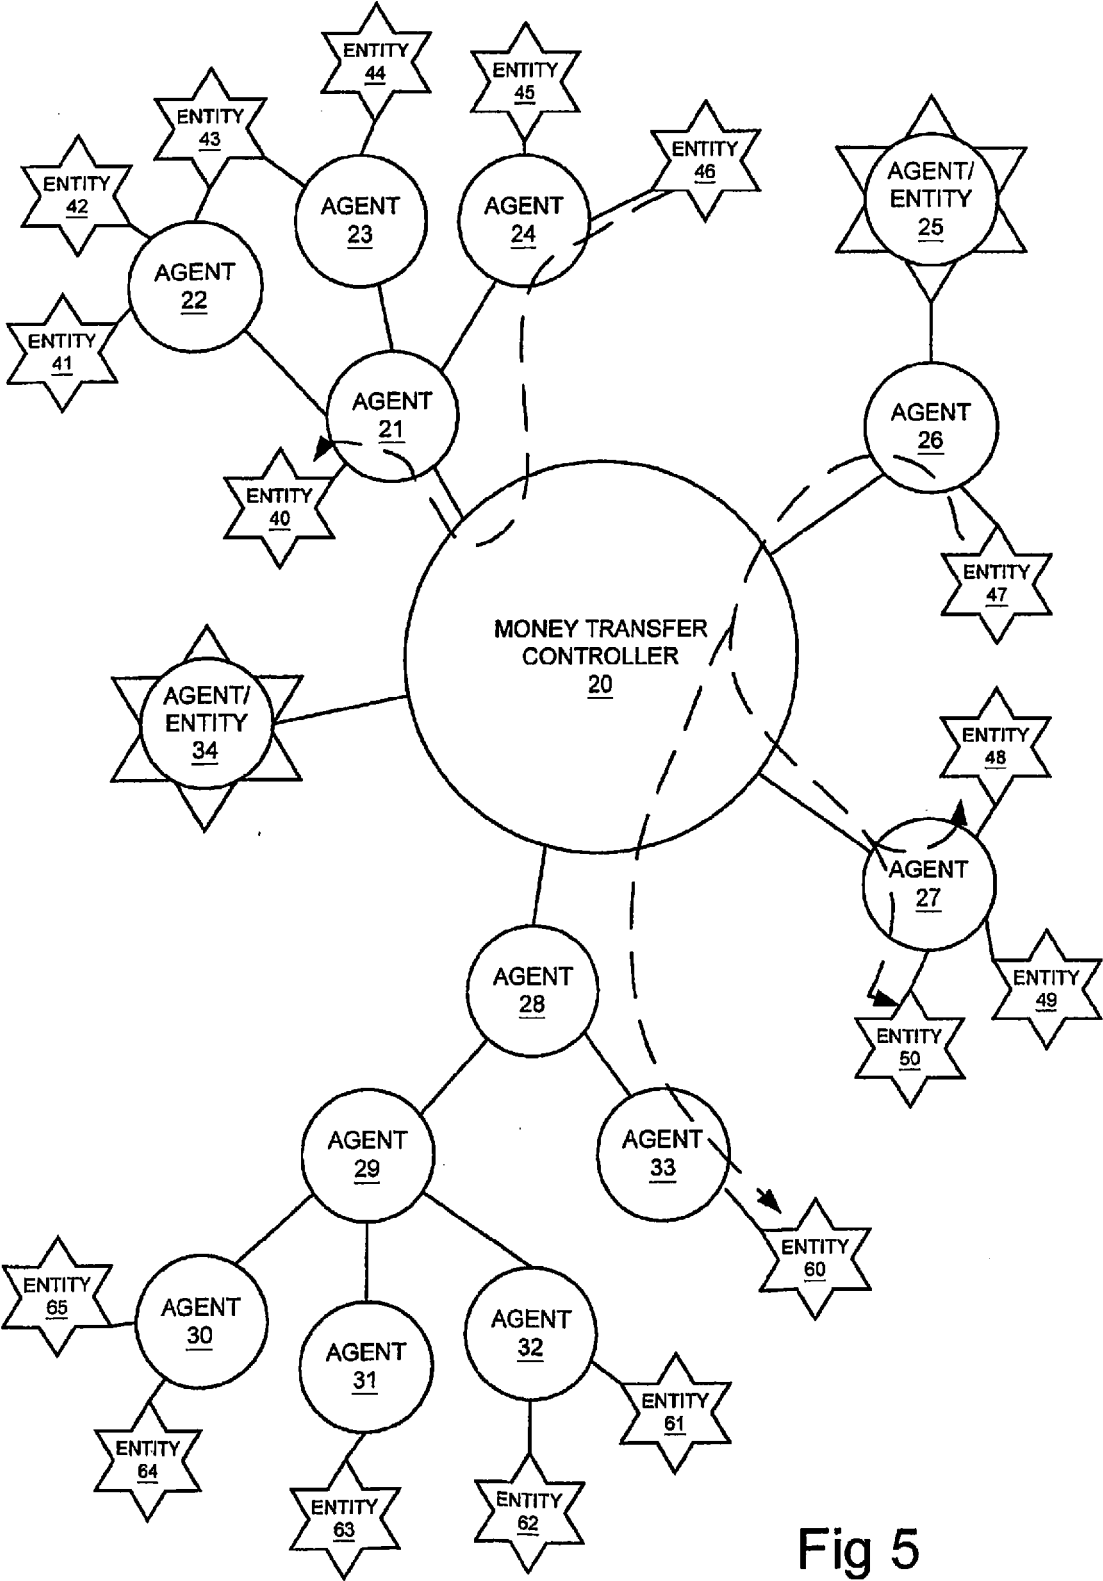 ENTITY
44
ENTITY
45
ENTITY
43
ENTITY
46
ENTITY
42
AGENT
23
AGENT
24
AGENT/
ENTITY
25
AGENT
22
ENTITY
41
AGENT
21
AGENT
26
ENTITY
40
ENTITY
47
MONEY TRANSFER
CONTROLLER
20
AGENT/
ENTITY
34
ENTITY
48
AGENT
27
AGENT
28
ENTITY
49
ENTITY
50
AGENT
29
AGENT
33
ENTITY
60
ENTITY
65
AGENT
30
AGENT
31
AGENT
32
ENTITY
61
ENTITY
64
ENTITY
63
ENTITY
62
Fig 5